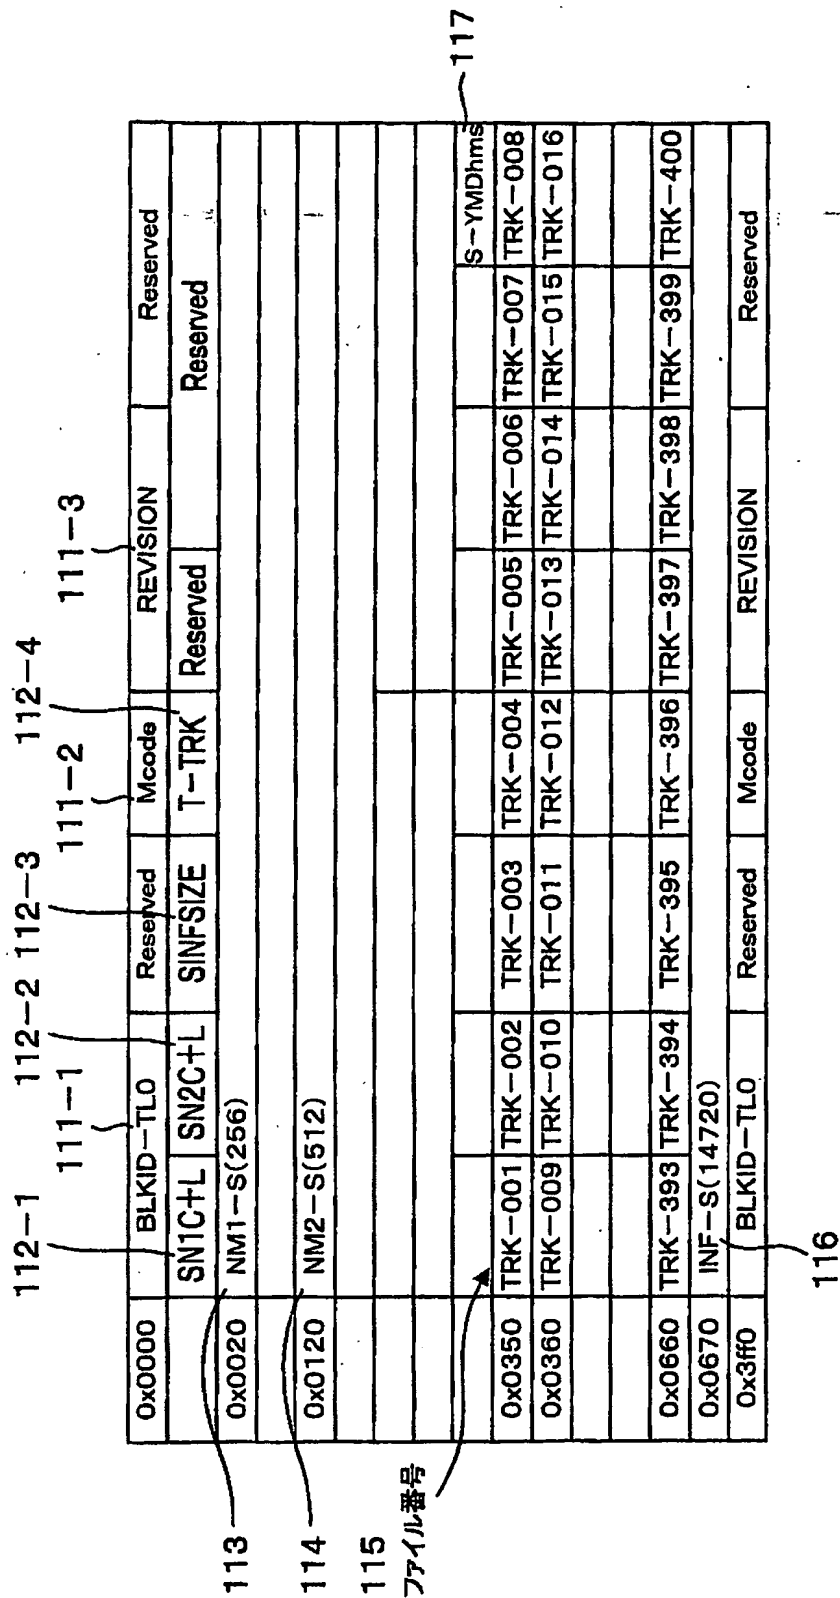 112-1 112-2 112-3 112-4
111-1 111-2 111-3
0x0000 BLKID-TL0 Reserved Mcode REVISION Reserved
SN1C+L SN2C+L SINFSIZE T-TRK Reserved Reserved
0x0020 NM1-S(256)
0x0120 NM2-S(512)
S-YMDhms
0x0350 TRK-001 TRK-002 TRK-003 TRK-004 TRK-005 TRK-006 TRK-007 TRK-008
0x0360 TRK-009 TRK-010 TRK-011 TRK-012 TRK-013 TRK-014 TRK-015 TRK-016
0x0660 TRK-393 TRK-394 TRK-395 TRK-396 TRK-397 TRK-398 TRK-399 TRK-400
0x0670 INF-S(14720)
0x3ff0 BLKID-TL0 Reserved Mcode REVISION Reserved
113
114
115
ファイル番号
116
117